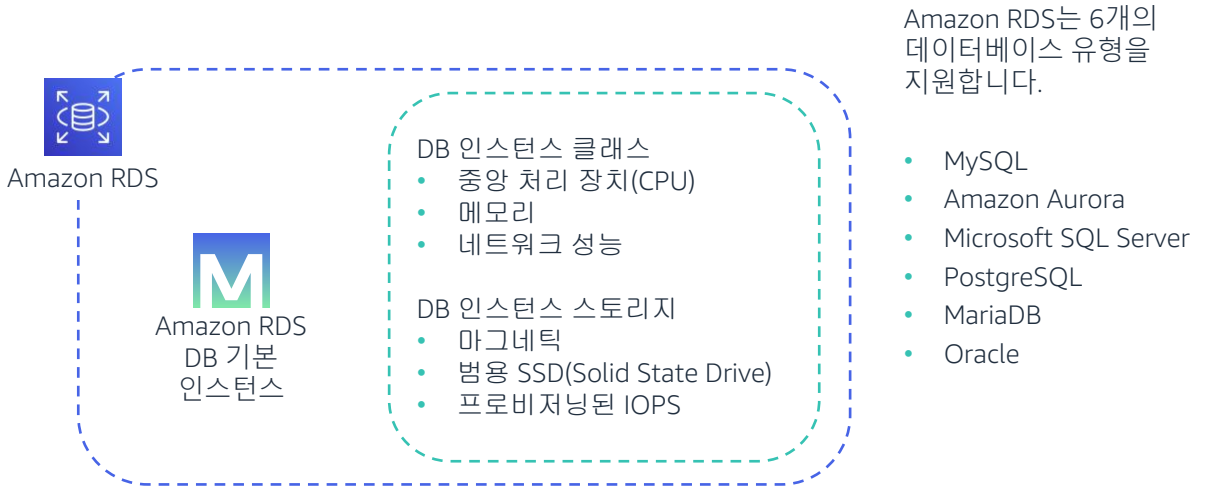 Amazon RDS
M
Amazon RDS
DB 기본
인스턴스
DB 인스턴스 클래스
• 중앙 처리 장치(CPU)
• 메모리
• 네트워크 성능
DB 인스턴스 스토리지
• 마그네틱
• 범용 SSD(Solid State Drive)
• 프로비저닝된 IOPS
Amazon RDS는 6개의
데이터베이스 유형을
지원합니다.
• MySQL
• Amazon Aurora
• Microsoft SQL Server
• PostgreSQL
• MariaDB
• Oracle